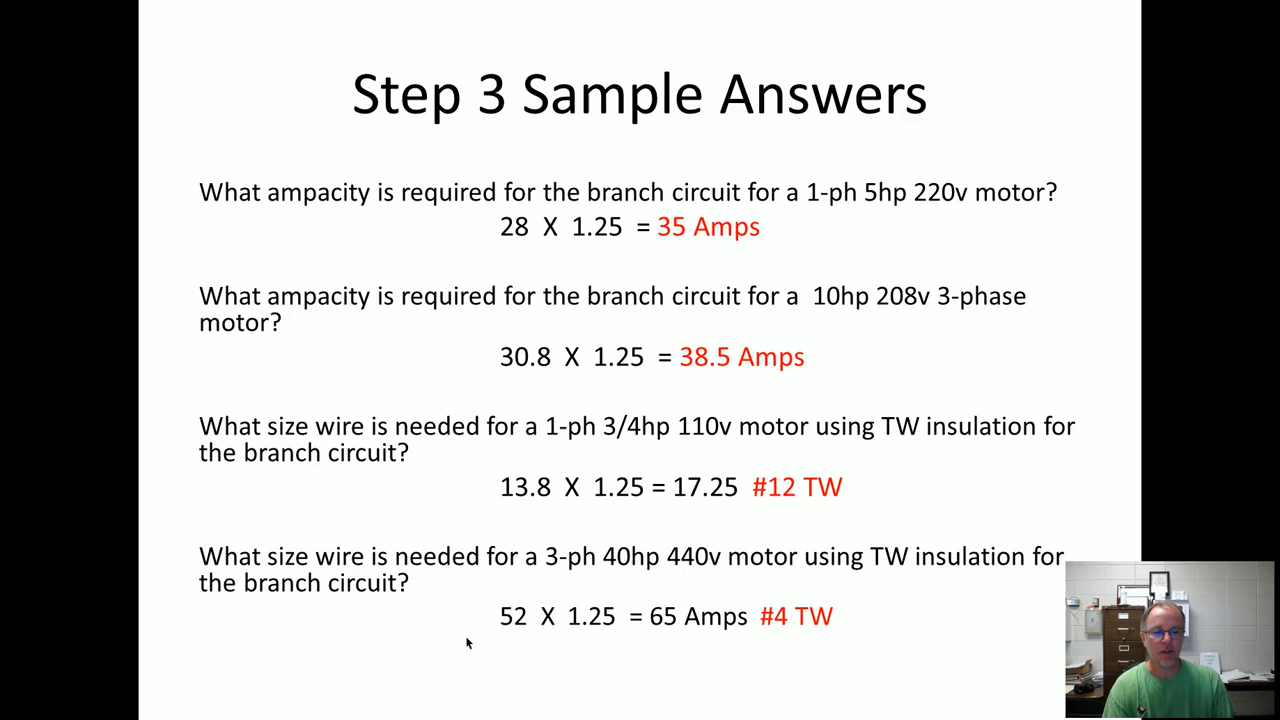 Step 3 Sample Answers
What ampacity is required for the branch circuit for a 1-ph 5hp 220v motor?
28 X 1.25 = 35 Amps
What ampacity is required for the branch circuit for a 10hp 208v 3-phase
motor?
30.8 X 1.25 = 38.5 Amps
What size wire is needed for a 1-ph 3/4hp 110v motor using TW insulation for
the branch circuit?
13.8 X 1.25 = 17.25 #12 TW
What size wire is needed for a 3-ph 40hp 440v motor using TW insulation for
the branch circuit?
52 X 1.25 = 65 Amps #4 TW